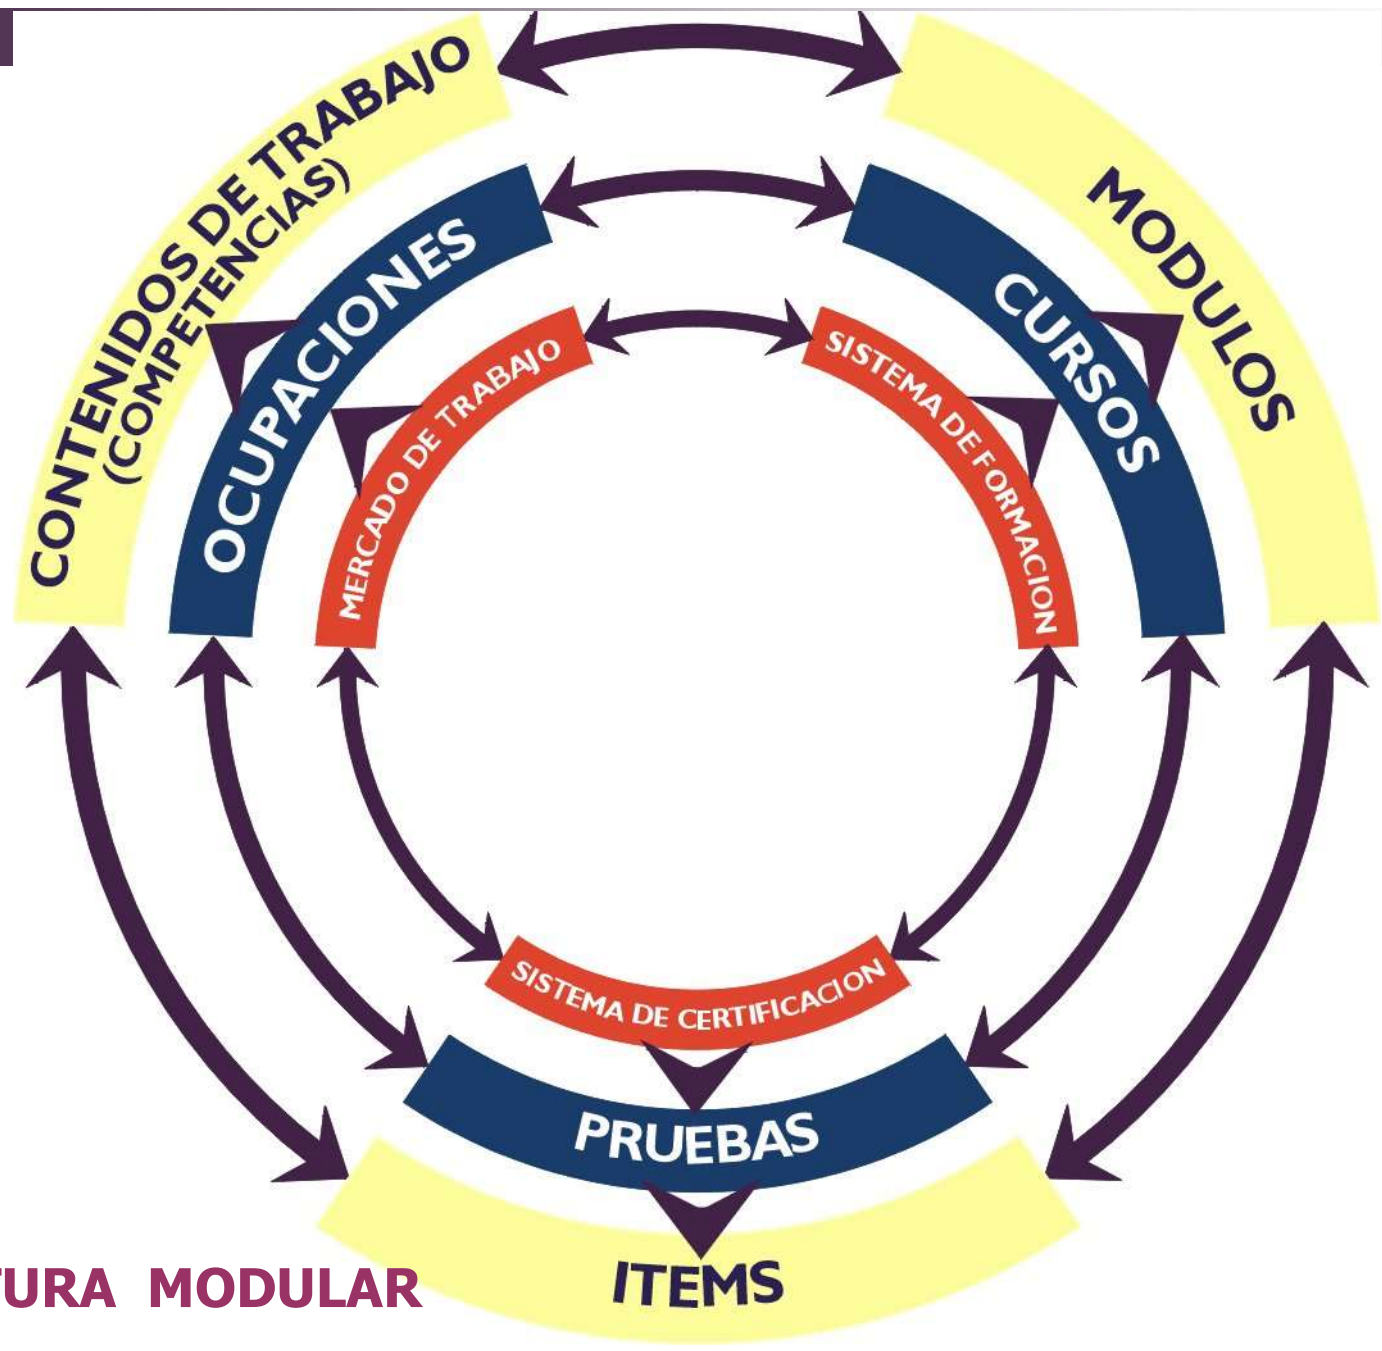 CONTENIDOS DE TRABAJO
(COMPETENCIAS)
OCUPACIONES
MERCADO DE TRABAJO
MODULOS
CURSOS
SISTEMA DE FORMACION
SISTEMA DE CERTIFICACION
PRUEBAS
ITEMS
TURA MODULAR